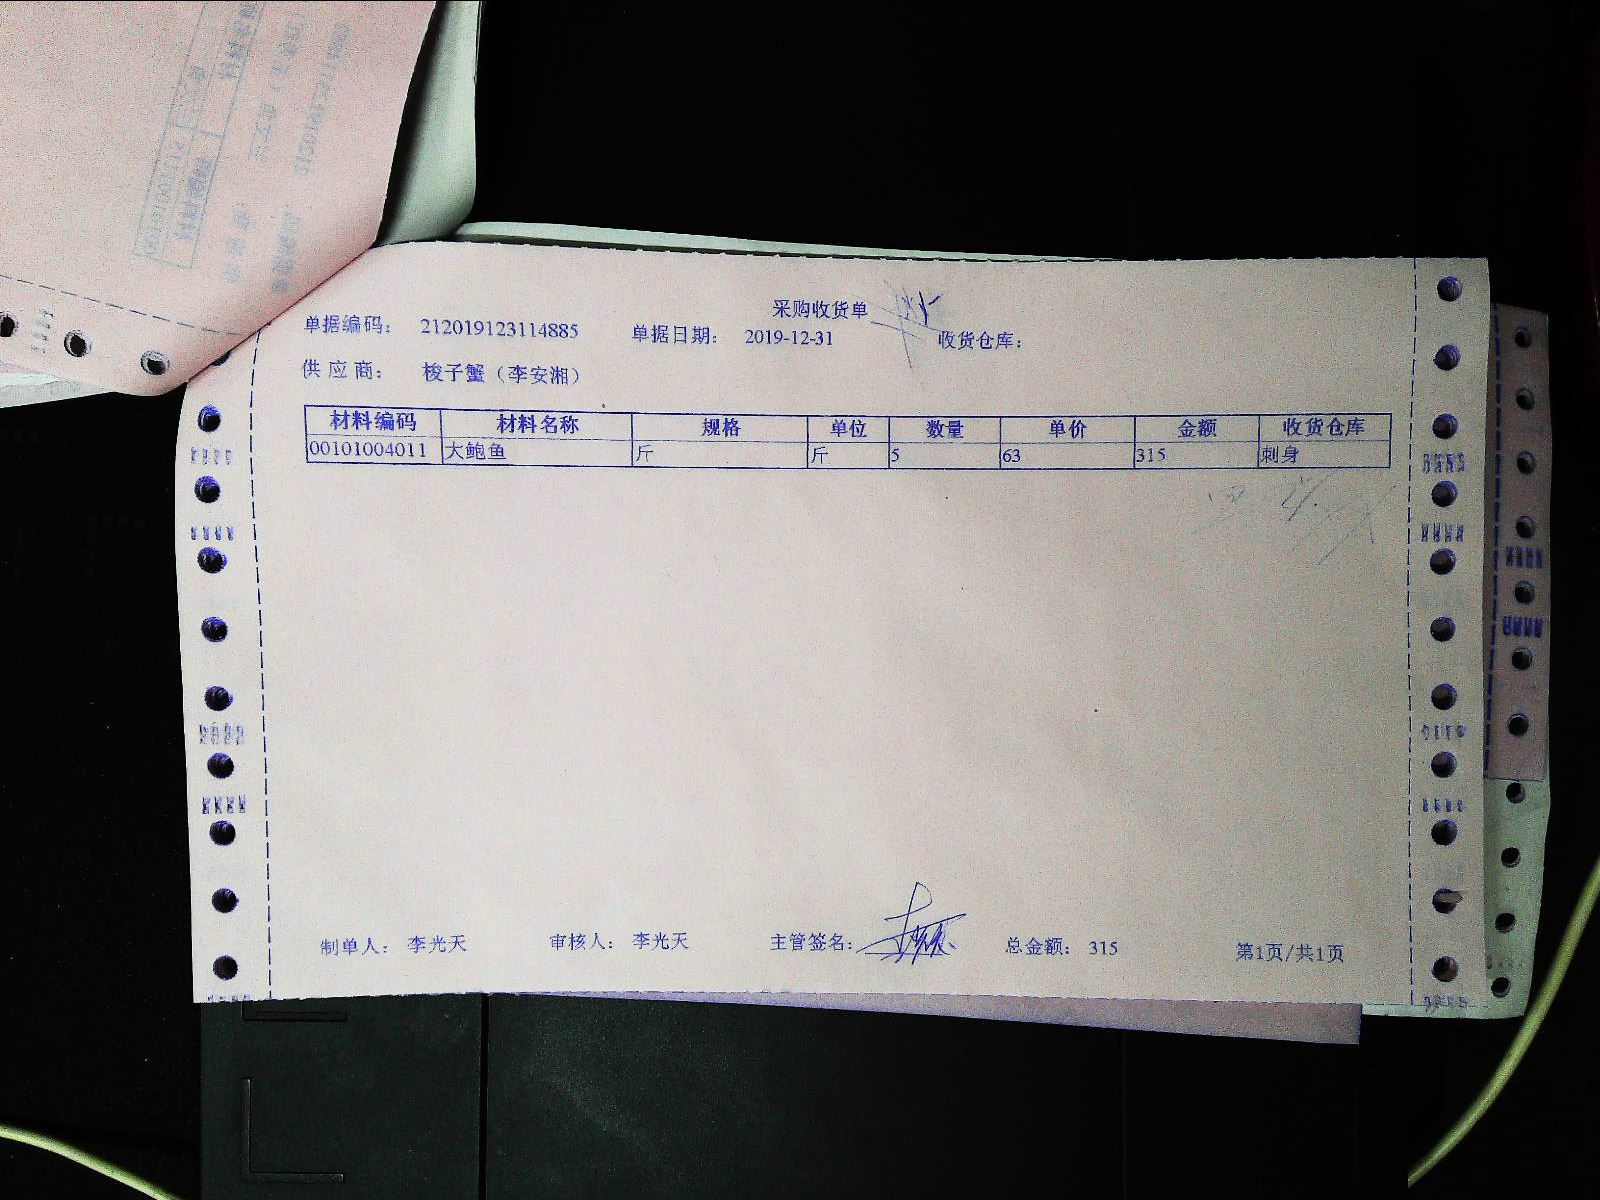 采购收货单
单据编码： 212019123114885 单据日期： 2019-12-31 收货仓库：
供应商： 梭子蟹（李安湘）
材料编码 材料名称 规格 单位 数量 单价 金额 收货仓库
00101004011 大鲍鱼 斤 斤 5 63 315 刺身
制单人： 李光天 审核人： 李光天 主管签名： 总金额： 315 第1页/共1页